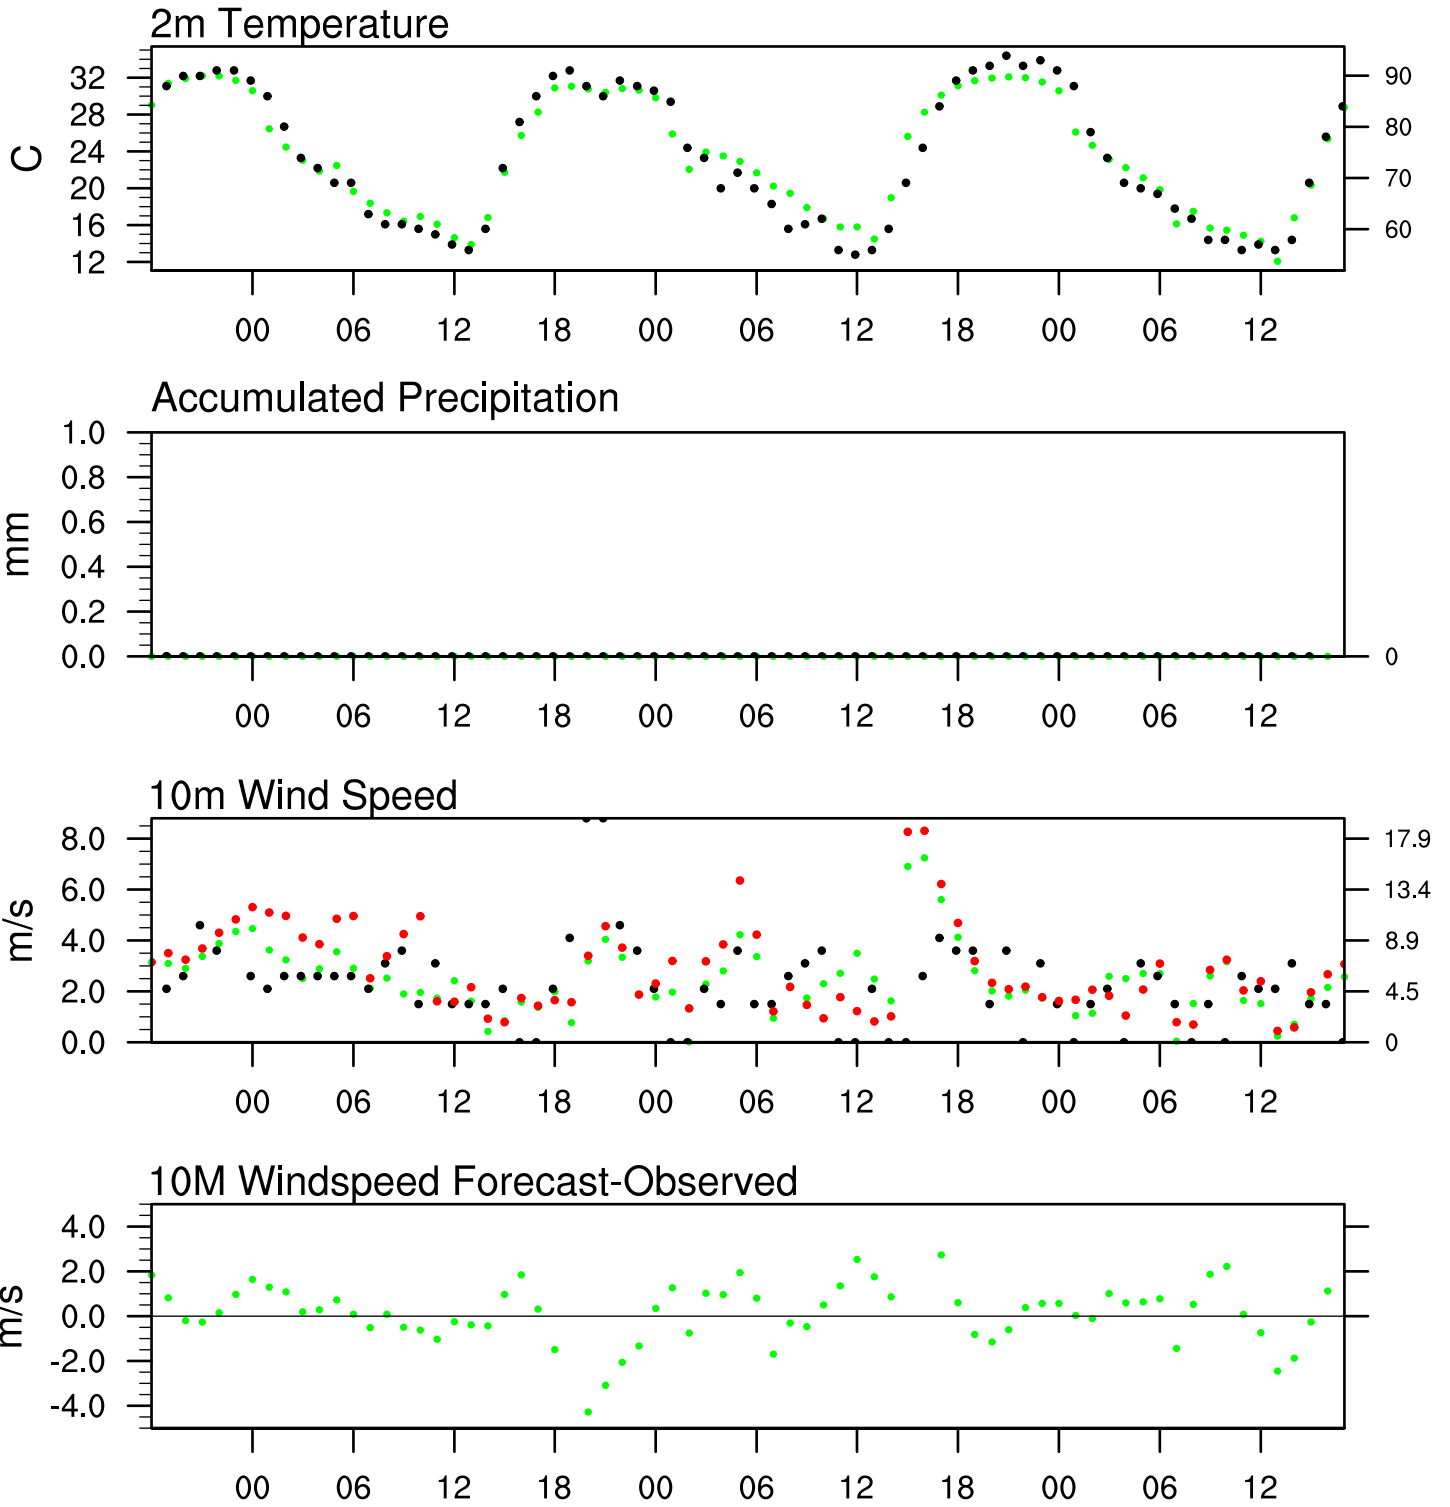 2m Temperature
C
32
28
24
20
16
12
90
80
70
60
00 06 12 18 00 06 12 18 00 06 12
Accumulated Precipitation
mm
1.0
0.8
0.6
0.4
0.2
0.0
0
00 06 12 18 00 06 12 18 00 06 12
10m Wind Speed
m/s
8.0
6.0
4.0
2.0
0.0
17.9
13.4
8.9
4.5
0
00 06 12 18 00 06 12 18 00 06 12
10M Windspeed Forecast-Observed
m/s
4.0
2.0
0.0
-2.0
-4.0
00 06 12 18 00 06 12 18 00 06 12